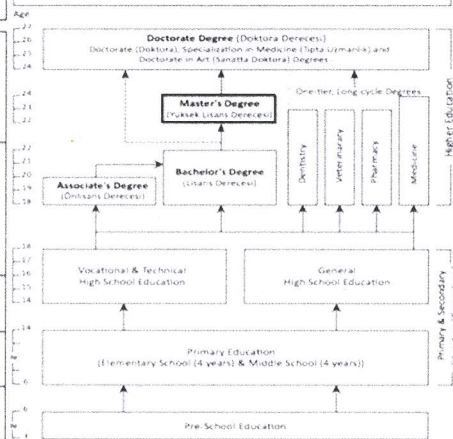 Age
27
26
25
24
Doctorate Degree (Doktora Derecesi)
Doctorate (Doktora), Specialization in Medicine (Tıpta Uzmanlık) and
Doctorate in Art (Sanatta Doktora) Degrees
One-tier, Long cycle Degrees
24
23
22
Master's Degree
(Yüksek Lisans Derecesi)
Higher Education
22
21
20
19
18
Associate's Degree
(Önlisans Derecesi)
Bachelor's Degree
(Lisans Derecesi)
Dentistry
Veterinarary
Pharmacy
Medicine
18
17
16
15
14
Vocational & Technical
High School Education
General
High School Education
Primary & Secondary
14
6
Primary Education
(Elementary School (4 years) & Middle School (4 years))
6
3
Pre-School Education